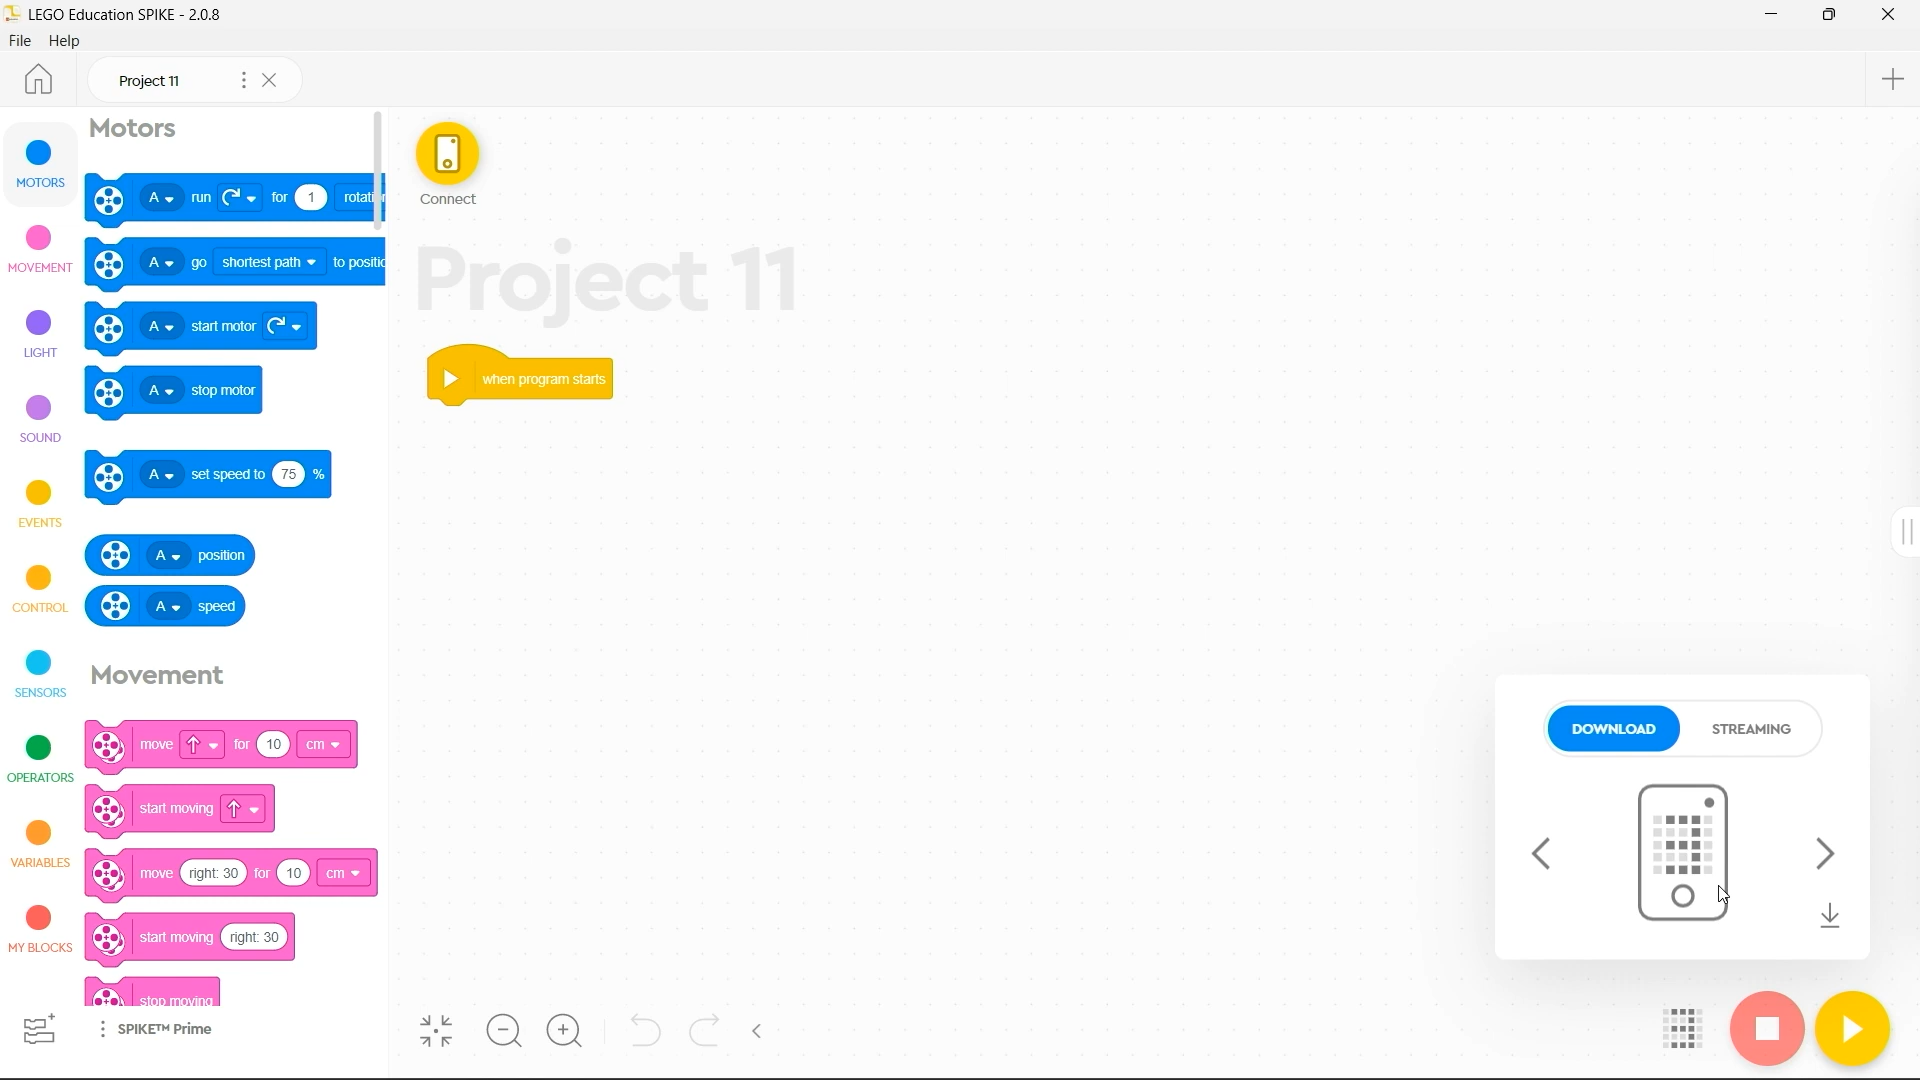 LEGO Education SPIKE - 2.0.8
File Help
Project 11
Motors
MOTORS
MOVEMENT
LIGHT
SOUND
EVENTS
CONTROL
SENSORS
OPERATORS
VARIABLES
MY BLOCKS
A run for 1
A go shortest path to
A start motor
A stop motor
A set speed to 75 %
A position
A speed
Movement
move for 10 cm
start moving
move right: 30 for 10 cm
start moving right: 30
stop moving
SPIKE™ Prime
Connect
Project 11
when program starts
DOWNLOAD STREAMING